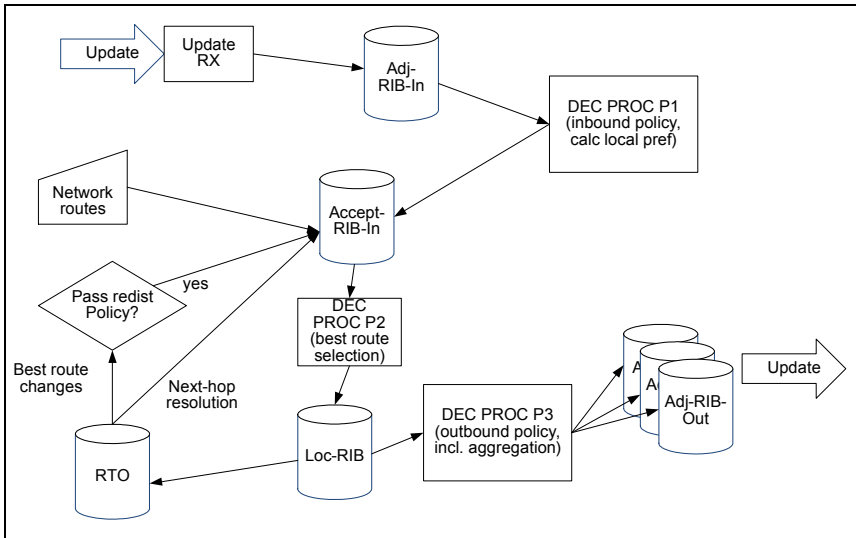 Update
Update
RX
Adj-
RIB-In
DEC PROC P1
(inbound policy,
calc local pref)
Network
routes
Accept-
RIB-In
Pass redist
Policy?
yes
DEC
PROC P2
(best route
selection)
Best route
changes
Next-hop
resolution
RTO
Loc-RIB
DEC PROC P3
(outbound policy,
incl. aggregation)
A
Ad
Adj-RIB-
Out
Update